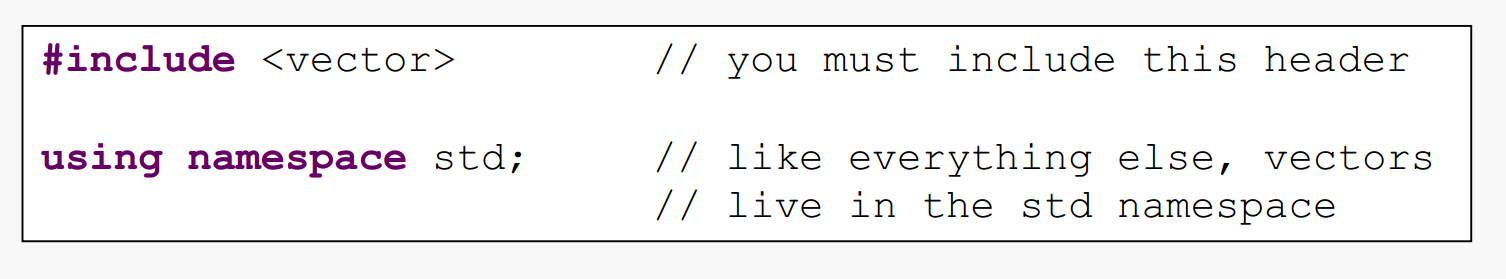 #include <vector>        // you must include this header
using namespace std;     // like everything else, vectors
                         // live in the std namespace